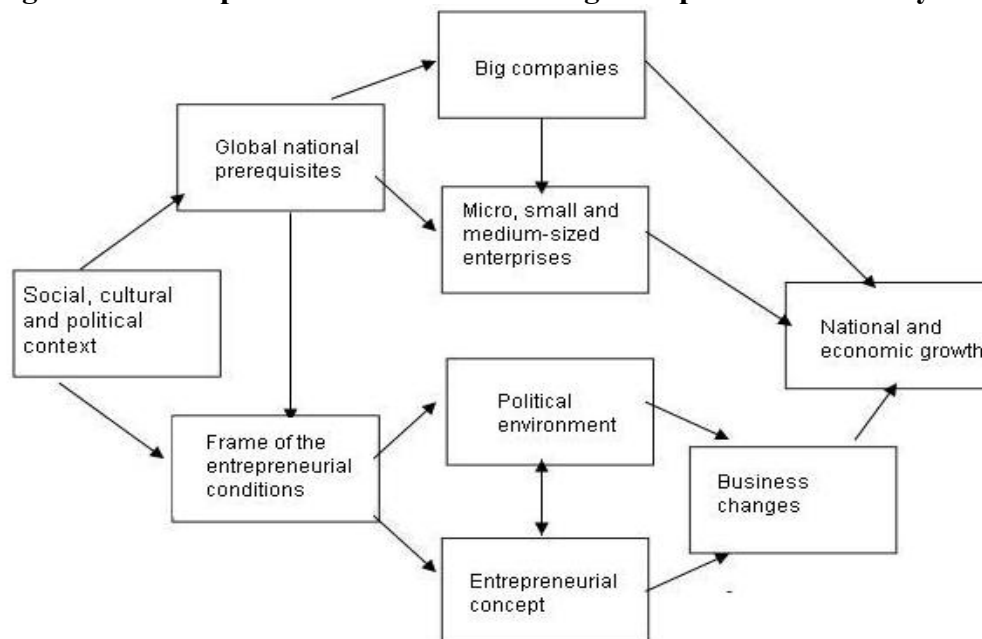 Big companies
Global national
prerequisites
Micro, small and
medium-sized
enterprises
Social, cultural
and political
context
National and
economic growth
Political
environment
Frame of the
entrepreneurial
conditions
Business
changes
Entrepreneurial
concept